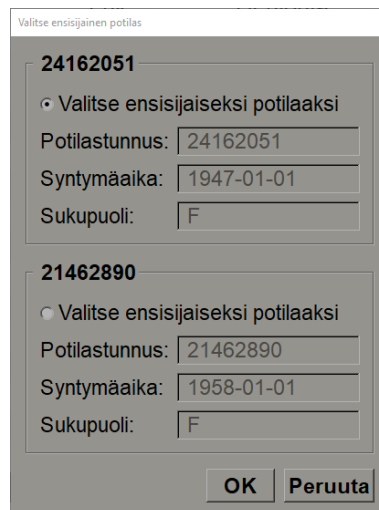 Valitse ensisijainen potilas
24162051
Valitse ensisijaiseksi potilaaksi
Potilastunnus: 24162051
Syntymäaika: 1947-01-01
Sukupuoli: F
21462890
Valitse ensisijaiseksi potilaaksi
Potilastunnus: 21462890
Syntymäaika: 1958-01-01
Sukupuoli: F
OK Peruuta